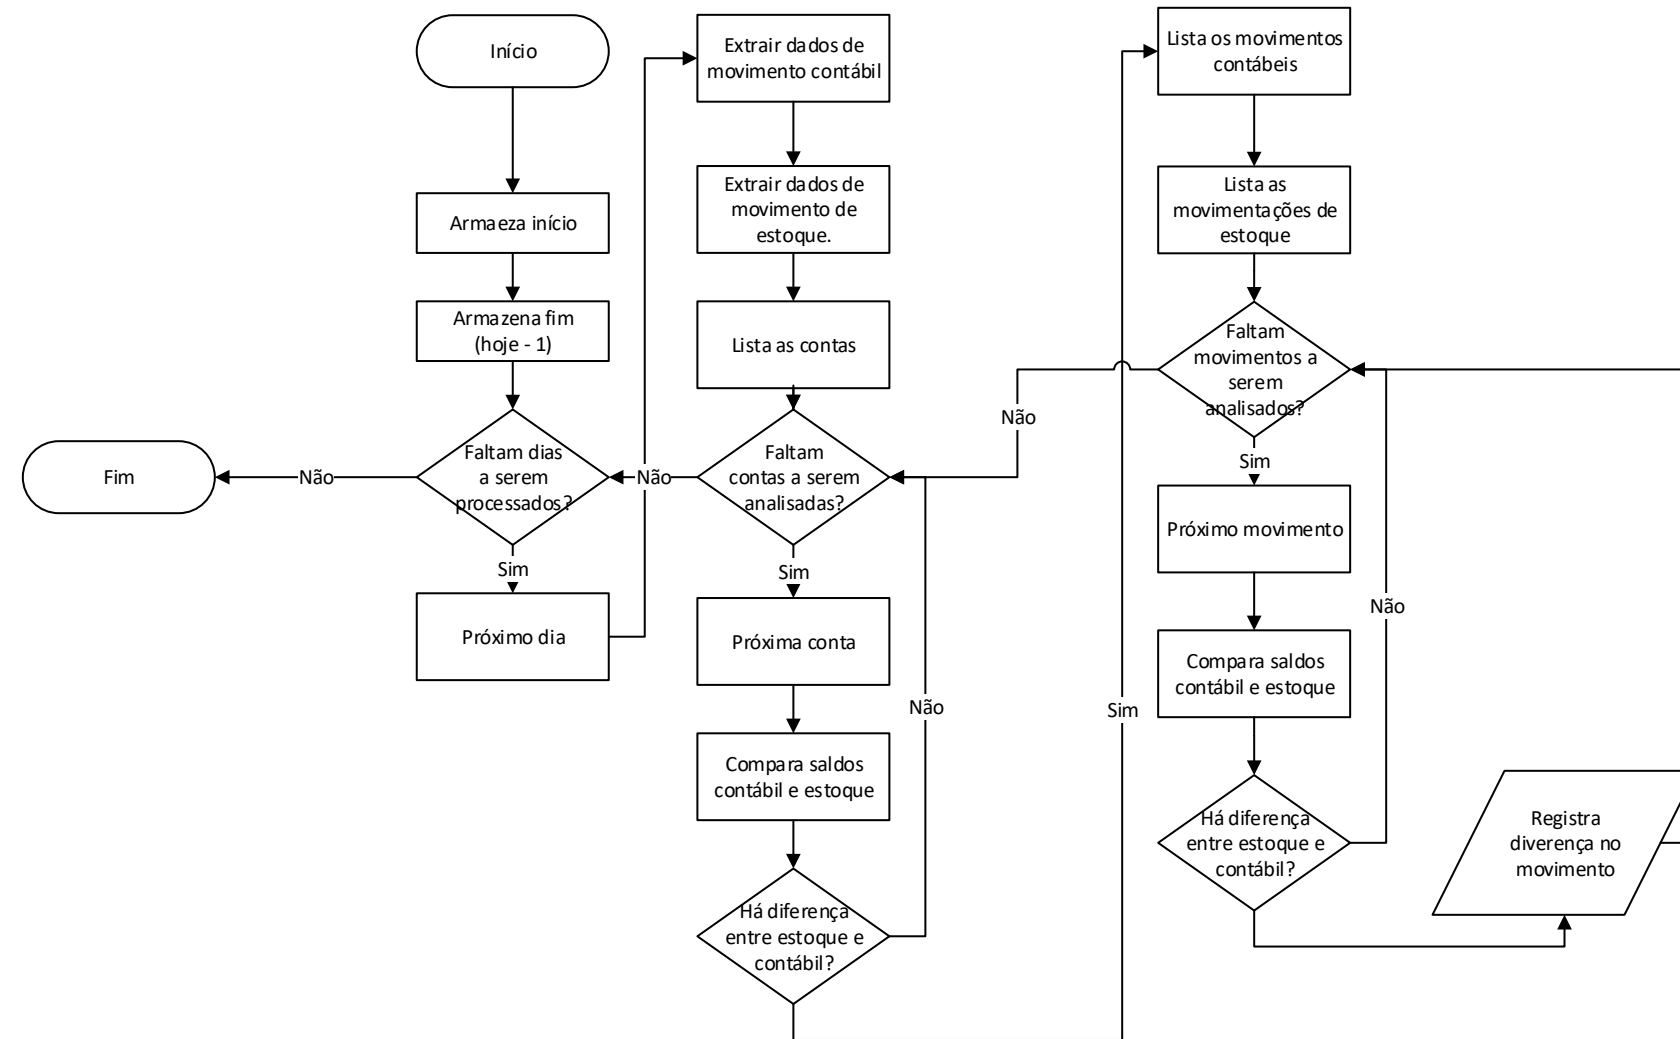 Início
Armaeza início
Armazena fim
(hoje - 1)
Faltam dias
a serem
processados?
Não
Fim
Sim
Próximo dia
Extrair dados de
movimento contábil
Extrair dados de
movimento de
estoque.
Lista as contas
Faltam
contas a serem
analisadas?
Não
Sim
Próxima conta
Compara saldos
contábil e estoque
Há diferença
entre estoque e
contábil?
Não
Sim
Lista os movimentos
contábeis
Lista as
movimentações de
estoque
Faltam
movimentos a
serem
analisados?
Não
Sim
Próximo movimento
Compara saldos
contábil e estoque
Há diferença
entre estoque e
contábil?
Não
Registra
diverença no
movimento